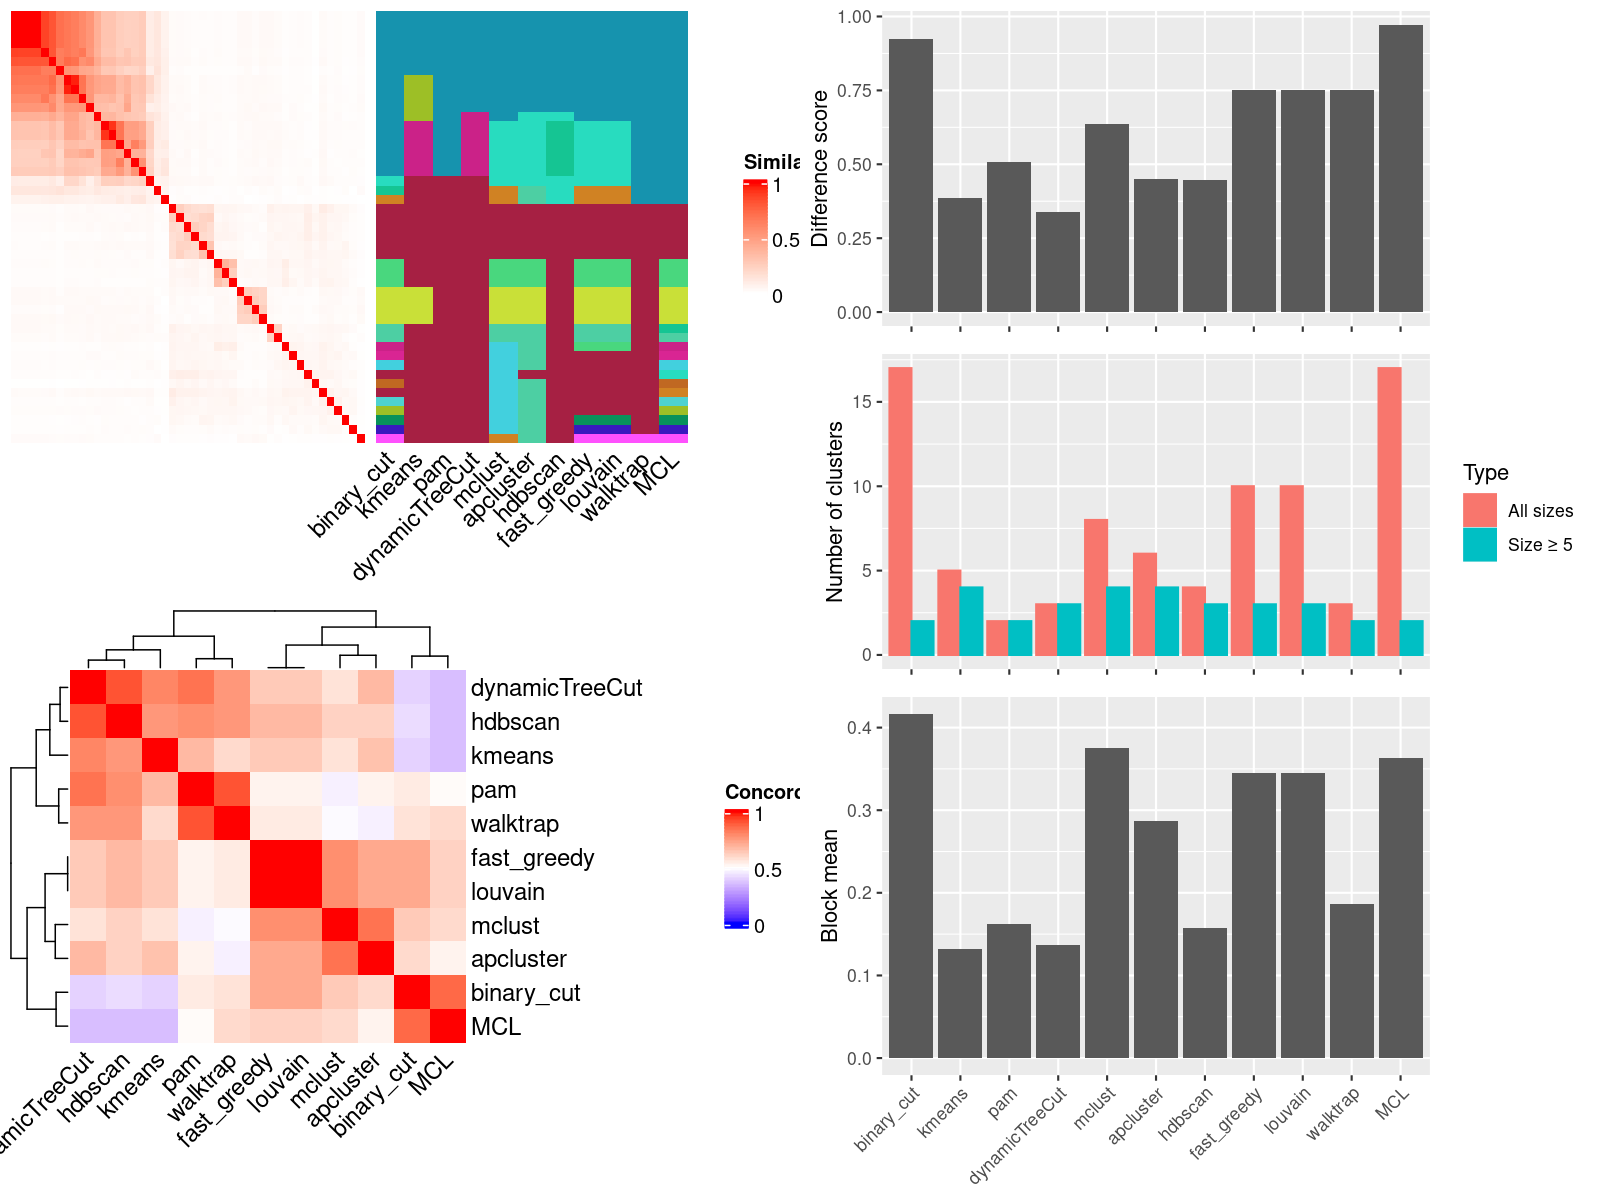 Simila
1
0.5
0
binary_cut
kmeans
pam
dynamicTreeCut
mclust
apcluster
hdbscan
fast_greedy
louvain
walktrap
MCL
Difference score
1.00
0.75
0.50
0.25
0.00
Number of clusters
15
10
5
0
Type
All sizes
Size ≥ 5
dynamicTreeCut
hdbscan
kmeans
pam
walktrap
fast_greedy
louvain
mclust
apcluster
binary_cut
MCL
Concord
1
0.5
0
amicTreeCut
hdbscan
kmeans
pam
walktrap
fast_greedy
louvain
mclust
apcluster
binary_cut
MCL
Block mean
0.4
0.3
0.2
0.1
0.0
binary_cut
kmeans
pam
dynamicTreeCut
mclust
apcluster
hdbscan
fast_greedy
louvain
walktrap
MCL